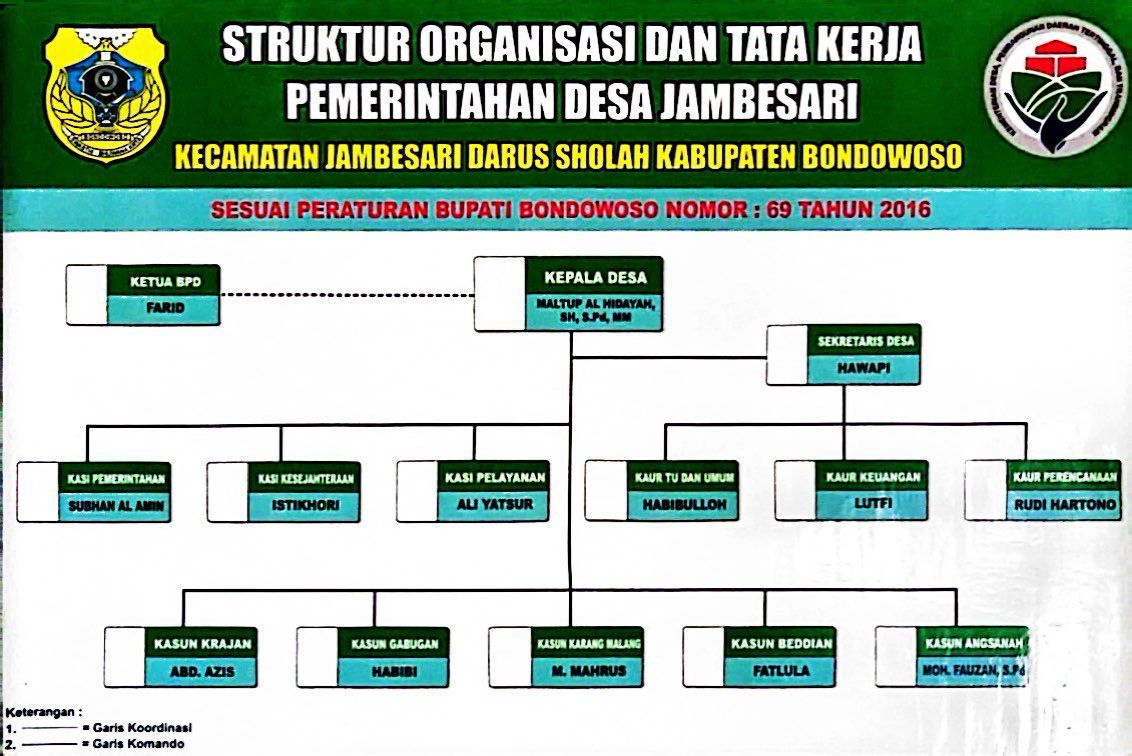 STRUKTUR ORGANISASI DAN TATA KERJA
PEMERINTAHAN DESA JAMBESARI
KECAMATAN JAMBESARI DARUS SHOLAH KABUPATEN BONDOWOSO
SESUAI PERATURAN BUPATI BONDOWOSO NOMOR : 69 TAHUN 2016
KETUA BPD
FARID
KEPALA DESA
MALTUP AL HIDAYAH,
SH, S.Pd, MM
SEKRETARIS DESA
HAWAPI
KASI PEMERINTAHAN
SUBHAN AL AMIN
KASI KESEJAHTERAAN
ISTIKHORI
KASI PELAYANAN
ALI YATSUR
KAUR TU DAN UMUM
HABIBULLOH
KAUR KEUANGAN
LUTFI
KAUR PERENCANAAN
RUDI HARTONO
KASUN KRAJAN
ABD. AZIS
KASUN GABUGAN
HABIBI
KASUN KARANG MALANG
M. MAHRUS
KASUN BEDDIAN
FATLULA
KASUN ANGSANAH
MOH. FAUZAN, S.Pd
Keterangan :
1. = Garis Koordinasi
2. = Garis Komando